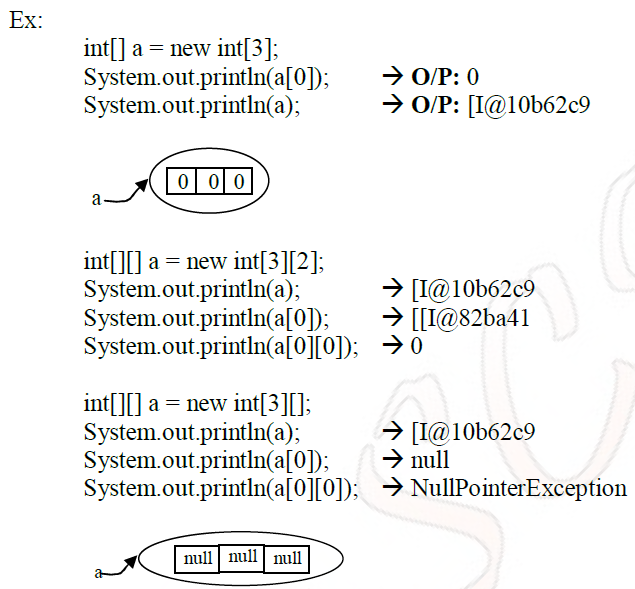 Ex:
int[] a = new int[3];
System.out.println(a[0]); → O/P: 0
System.out.println(a); → O/P: [I@10b62c9
0 0 0
a
int[][] a = new int[3][2];
System.out.println(a); → [I@10b62c9
System.out.println(a[0]); → [[I@82ba41
System.out.println(a[0][0]); → 0
int[][] a = new int[3][];
System.out.println(a); → [I@10b62c9
System.out.println(a[0]); → null
System.out.println(a[0][0]); → NullPointerException
null null null
a